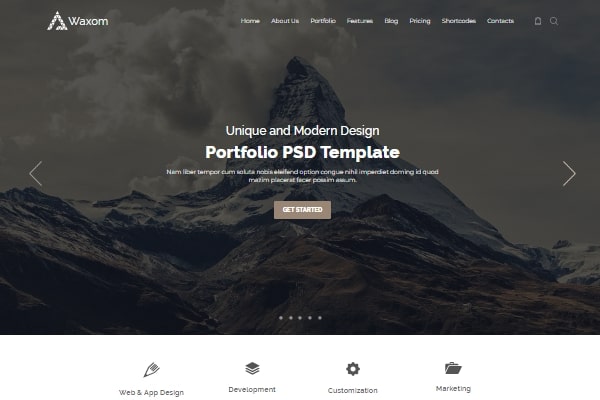 Waxom
Home About Us Portfolio Features Blog Pricing Shortcodes Contacts
Unique and Modern Design
Portfolio PSD Template
Nam liber tempor cum soluta nobis eleifend option congue nihil imperdiet doming id quod
mazim placerat facer possim assum.
GET STARTED
Web & App Design Development Customization Marketing